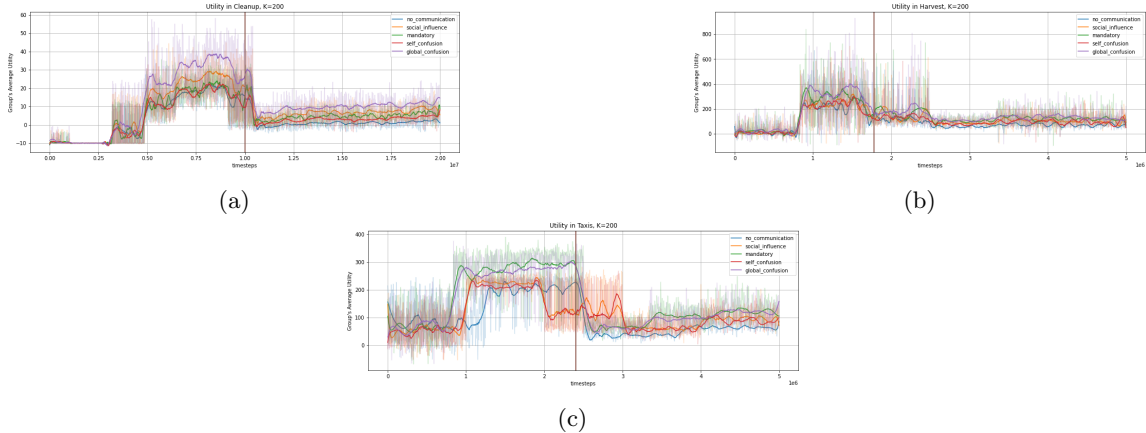 Utility in Cleanup, K=200
no_communication
social_influence
mandatory
self_confusion
global_confusion
Group's Average Utility
60
50
40
30
20
10
0
−10
0.00 0.25 0.50 0.75 1.00 1.25 1.50 1.75 2.00
1e7
timesteps
(a)
Utility in Harvest, K=200
no_communication
social_influence
mandatory
self_confusion
global_confusion
Group's Average Utility
800
600
400
200
0
0 1 2 3 4 5
1e6
timesteps
(b)
Utility in Taxis, K=200
no_communication
social_influence
mandatory
self_confusion
global_confusion
Group's Average Utility
400
300
200
100
0
0 1 2 3 4 5
1e6
timesteps
(c)